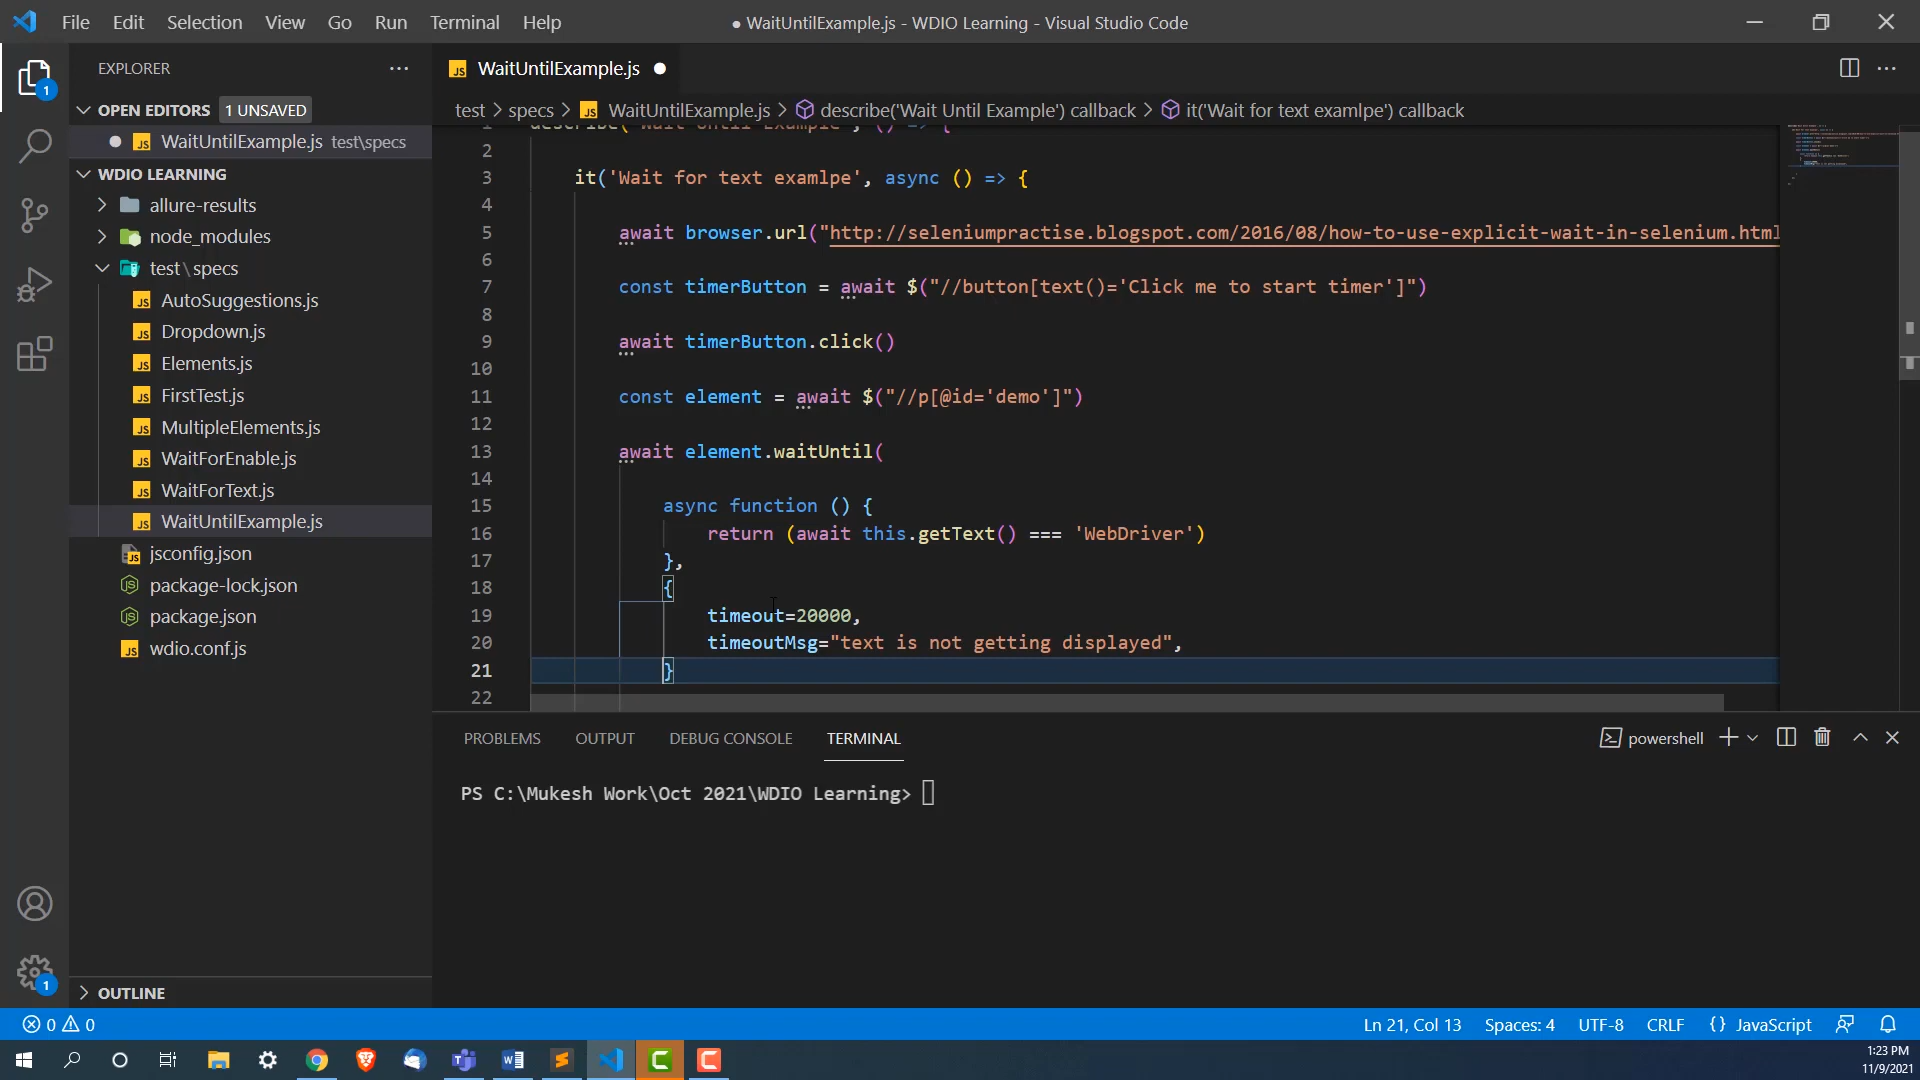 File Edit Selection View Go Run Terminal Help
● WaitUntilExample.js - WDIO Learning - Visual Studio Code
EXPLORER
OPEN EDITORS 1 UNSAVED
WaitUntilExample.js test\specs
WDIO LEARNING
allure-results
node_modules
test\specs
AutoSuggestions.js
Dropdown.js
Elements.js
FirstTest.js
MultipleElements.js
WaitForEnable.js
WaitForText.js
WaitUntilExample.js
jsconfig.json
package-lock.json
package.json
wdio.conf.js
OUTLINE
WaitUntilExample.js
test > specs > WaitUntilExample.js > describe('Wait Until Example') callback > it('Wait for text examlpe') callback
1 describe('Wait Until Example', () => {
2
3 it('Wait for text examlpe', async () => {
4
5 await browser.url("http://seleniumpractise.blogspot.com/2016/08/how-to-use-explicit-wait-in-selenium.html
6
7 const timerButton = await $("//button[text()='Click me to start timer']")
8
9 await timerButton.click()
10
11 const element = await $("//p[@id='demo']")
12
13 await element.waitUntil(
14
15 async function () {
16 return (await this.getText() === 'WebDriver')
17 },
18 {
19 timeout=20000,
20 timeoutMsg="text is not getting displayed",
21 }
22
PROBLEMS OUTPUT DEBUG CONSOLE TERMINAL
powershell
PS C:\Mukesh Work\Oct 2021\WDIO Learning>
0 0
Ln 21, Col 13 Spaces: 4 UTF-8 CRLF {} JavaScript
1:23 PM
11/9/2021